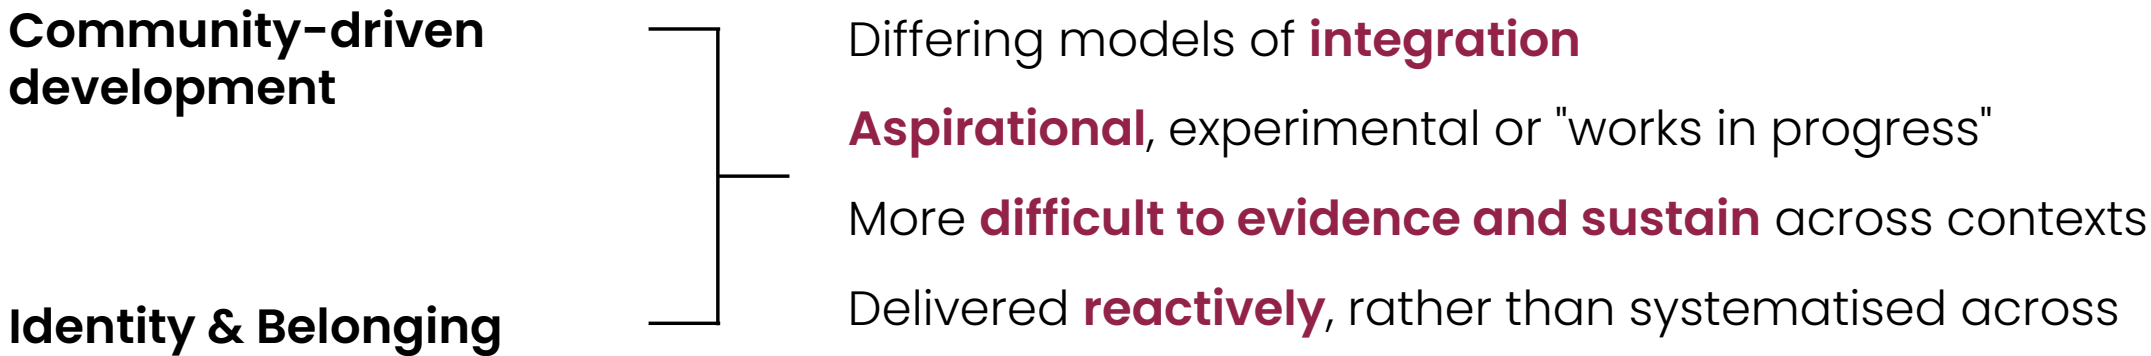 Community-driven
development
Differing models of integration
Aspirational, experimental or "works in progress"
More difficult to evidence and sustain across contexts
Delivered reactively, rather than systematised across
Identity & Belonging